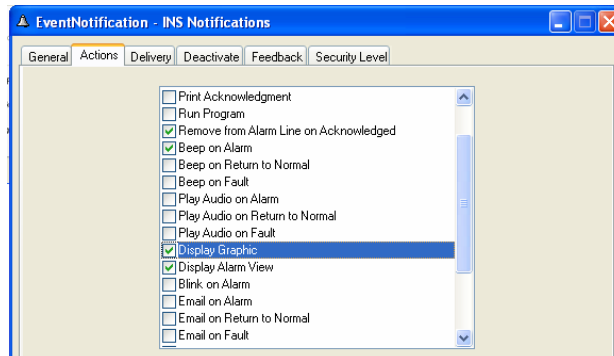 EventNotification - INS Notifications
General Actions Delivery Deactivate Feedback Security Level
Print Acknowledgment
Run Program
Remove from Alarm Line on Acknowledged
Beep on Alarm
Beep on Return to Normal
Beep on Fault
Play Audio on Alarm
Play Audio on Return to Normal
Play Audio on Fault
Display Graphic
Display Alarm View
Blink on Alarm
Email on Alarm
Email on Return to Normal
Email on Fault